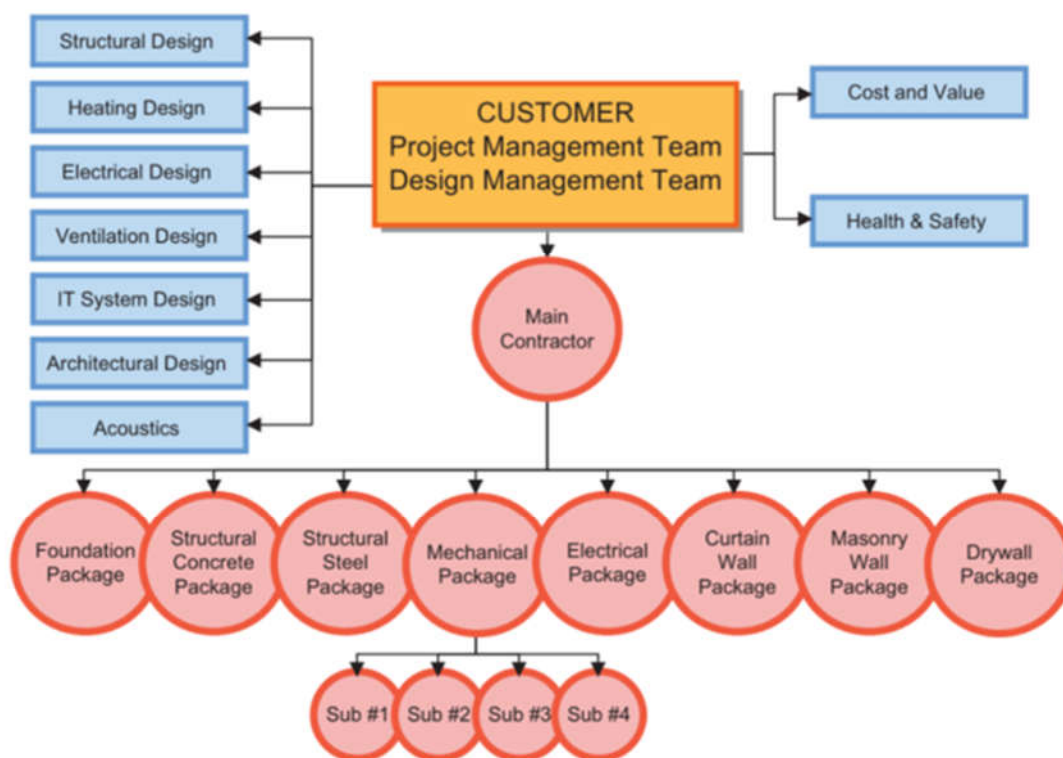 Structural Design
Heating Design
Electrical Design
Ventilation Design
IT System Design
Architectural Design
Acoustics
CUSTOMER
Project Management Team
Design Management Team
Cost and Value
Health & Safety
Main
Contractor
Foundation
Package
Structural
Concrete
Package
Structural
Steel
Package
Mechanical
Package
Electrical
Package
Curtain
Wall
Package
Masonry
Wall
Package
Drywall
Package
Sub #1
Sub #2
Sub #3
Sub #4